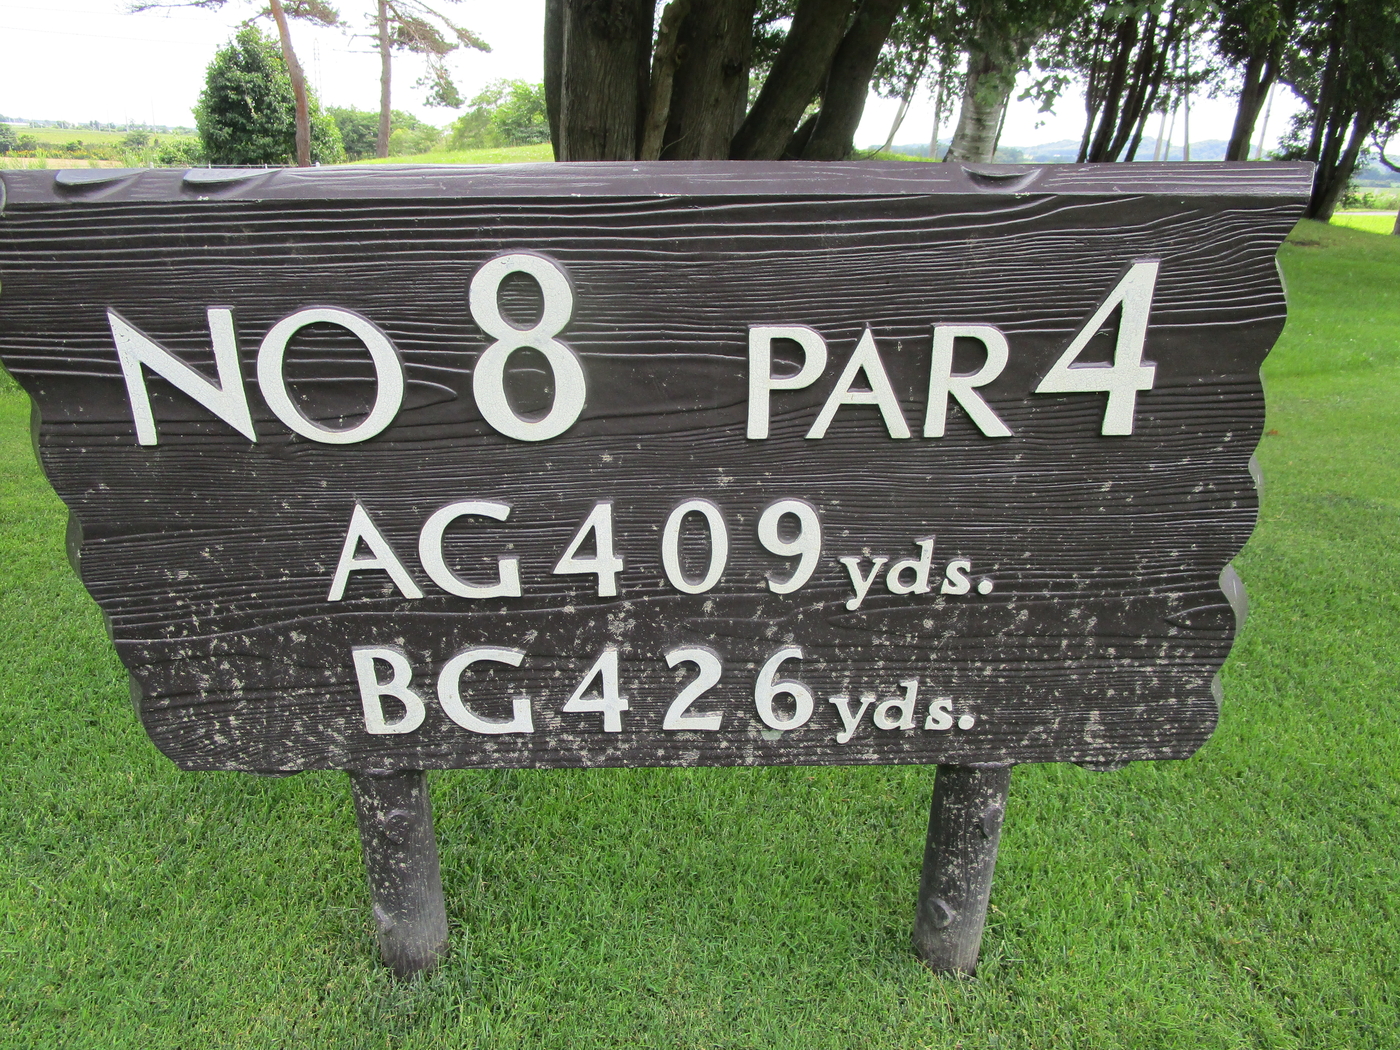 NO 8 PAR 4
AG 409 yds.
BG 426 yds.